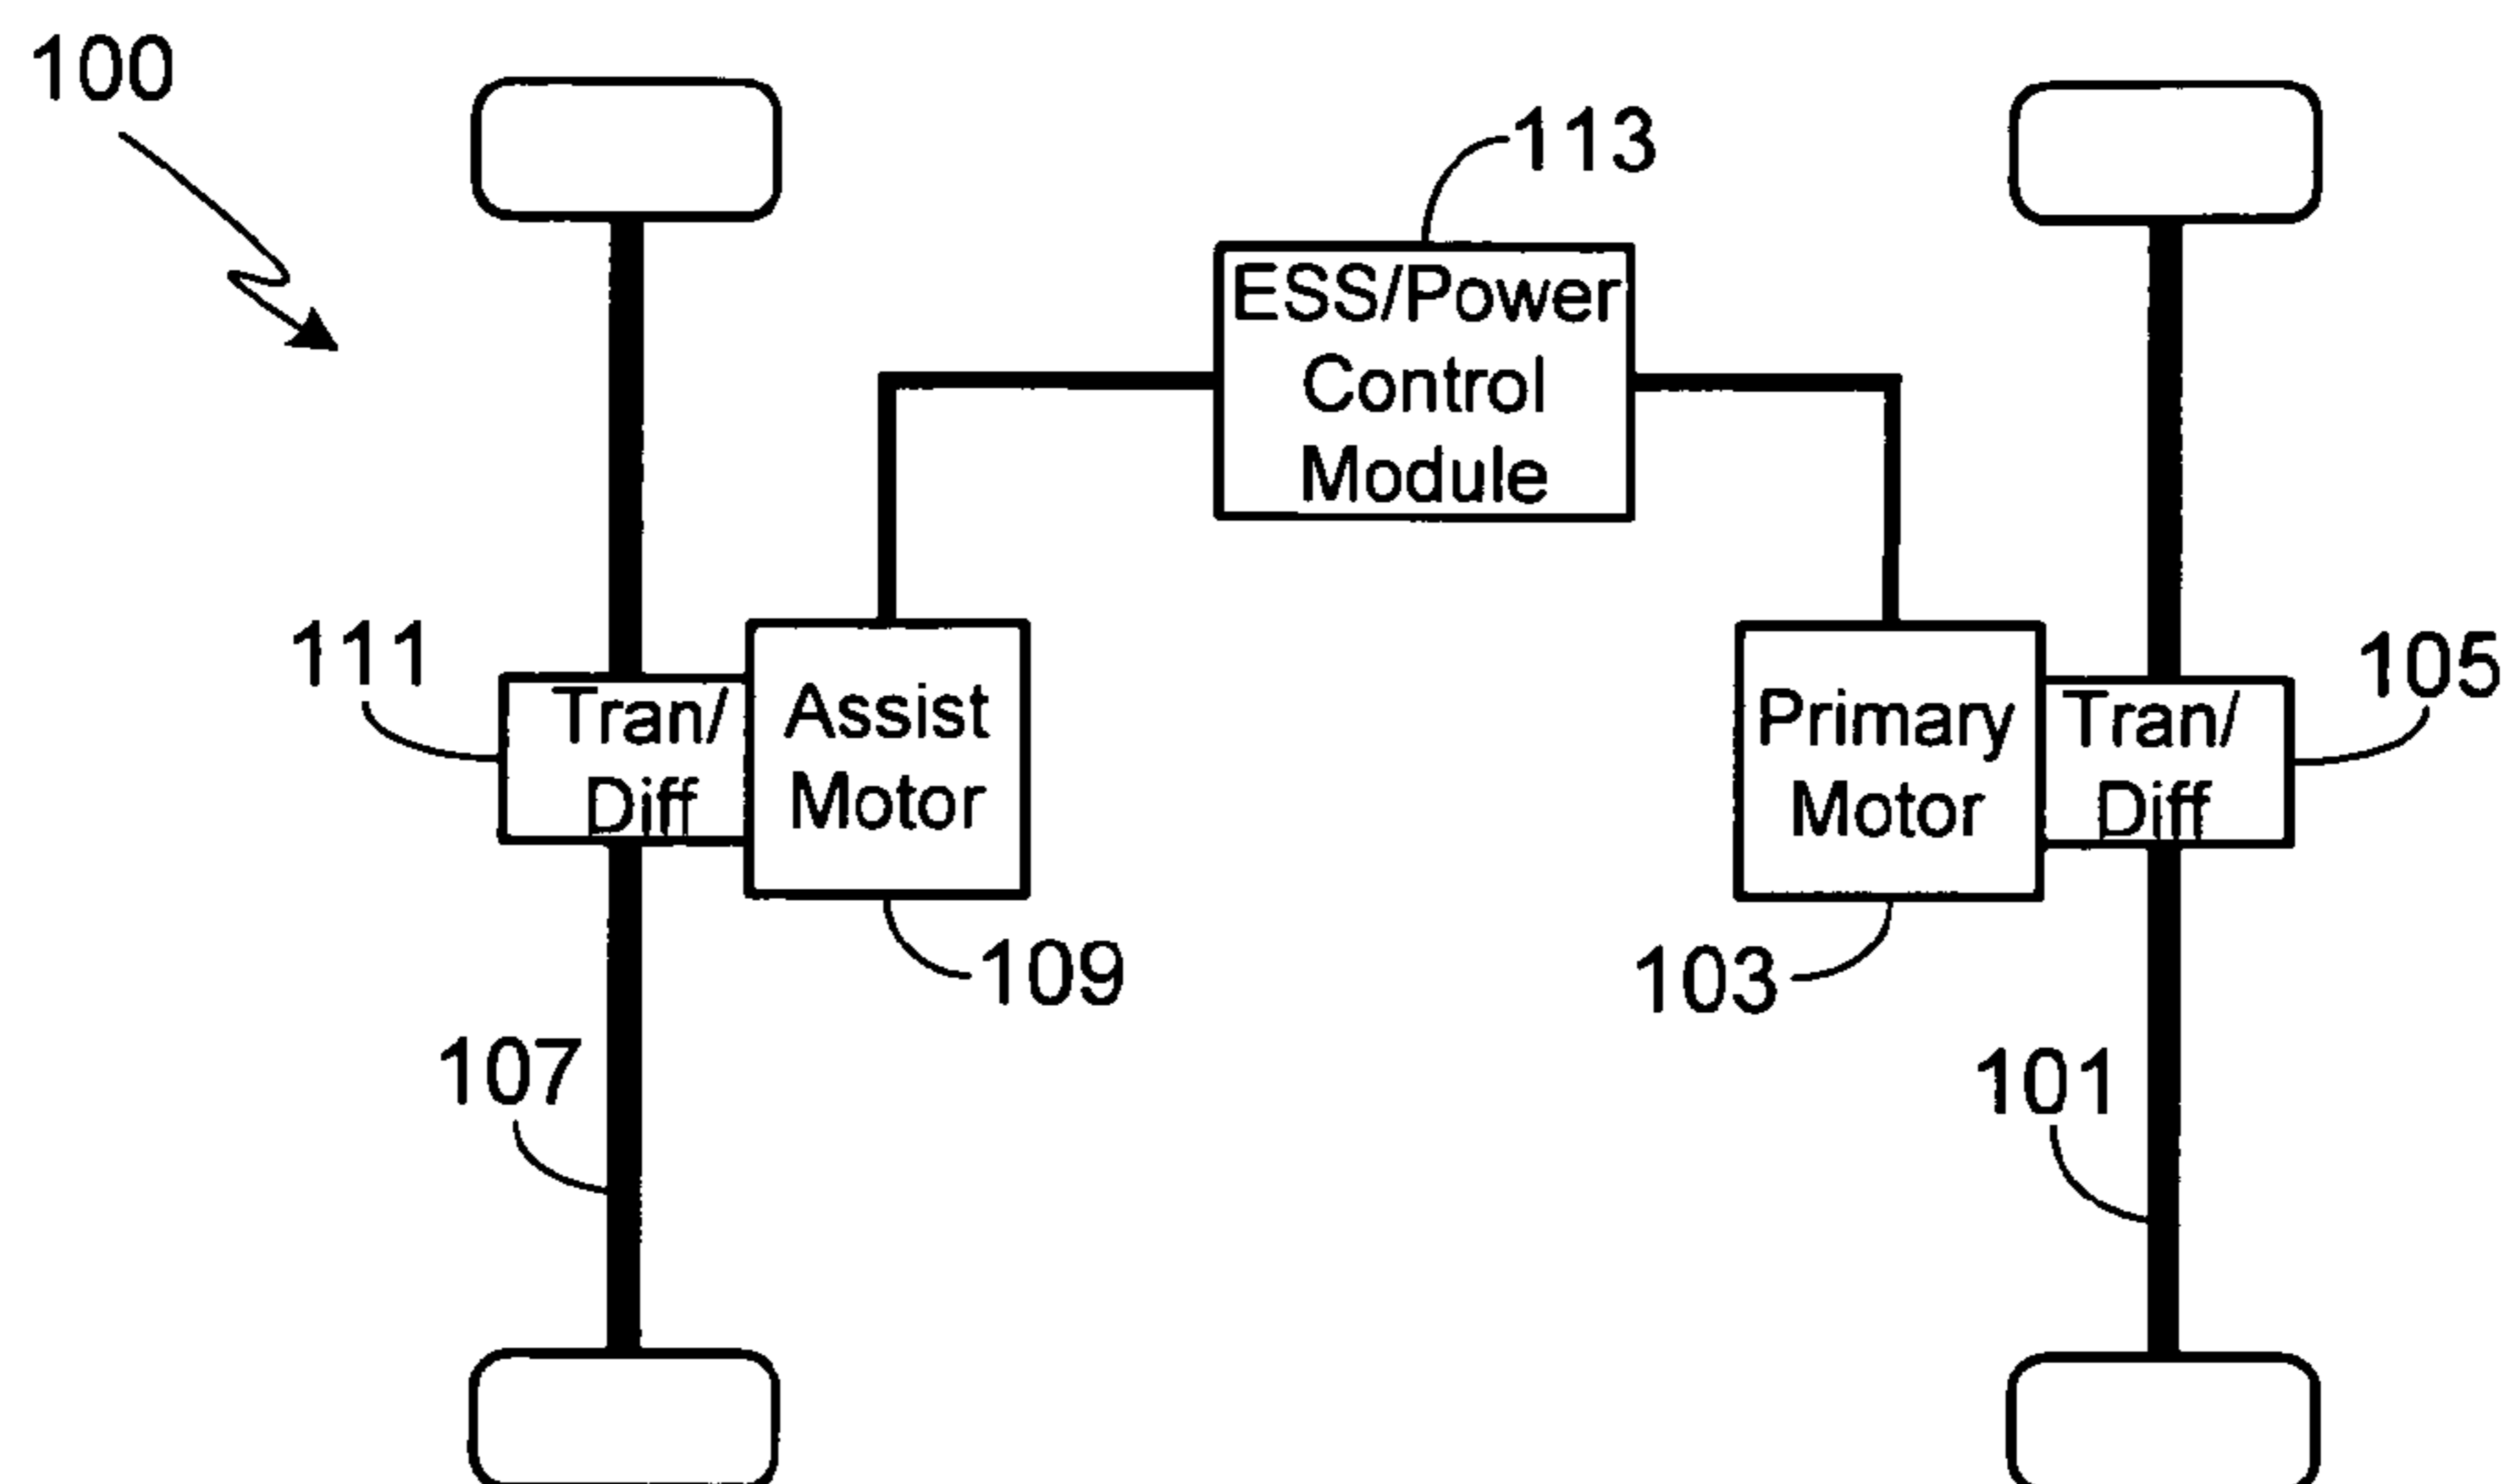 100
113
ESS/Power
Control
Module
111
105
Tran/
Diff
Assist
Motor
Primary
Motor
Tran/
Diff
109
103
107
101